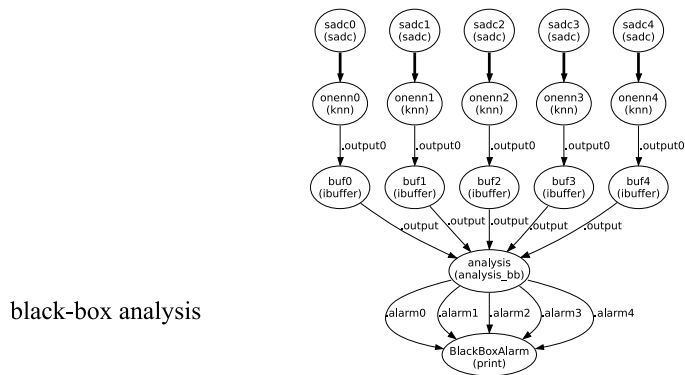 sadc0 sadc1 sadc2 sadc3 sadc4
(sadc) (sadc) (sadc) (sadc) (sadc)
onenn0 onenn1 onenn2 onenn3 onenn4
(knn) (knn) (knn) (knn) (knn)
.output0 .output0 .output0 .output0 .output0
buf0 buf1 buf2 buf3 buf4
(ibuffer) (ibuffer) (ibuffer) (ibuffer) (ibuffer)
.output .output .output .output .output
analysis
(analysis_bb)
black-box analysis
.alarm0 .alarm1 .alarm2 .alarm3 .alarm4
BlackBoxAlarm
(print)